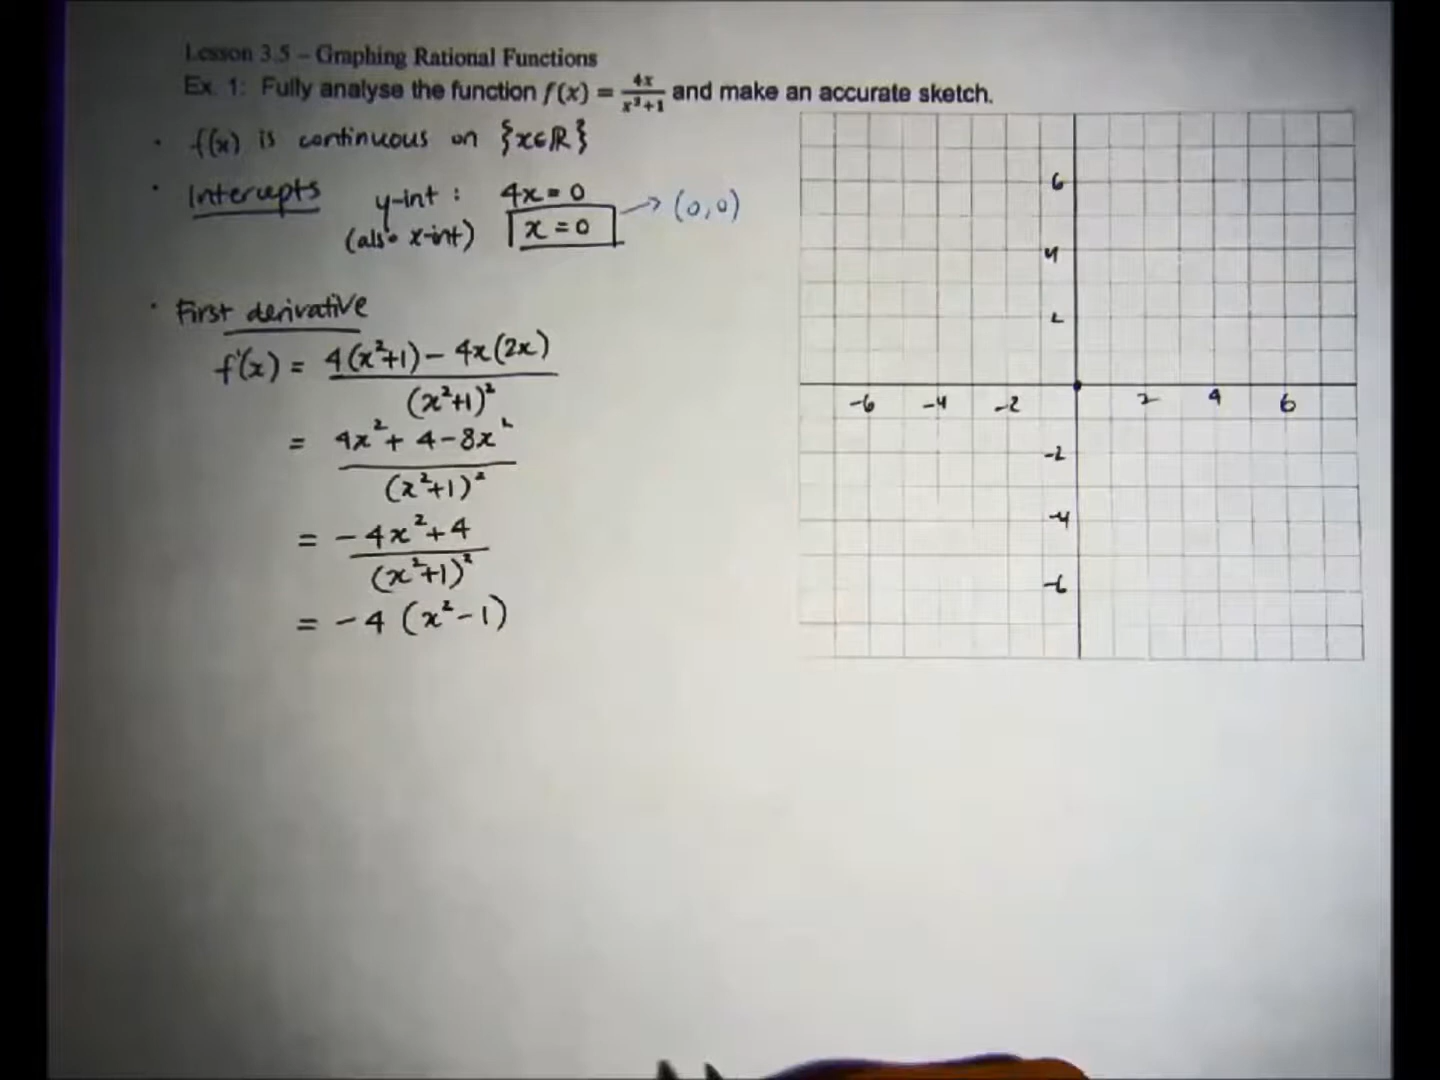 Lesson 3.5 – Graphing Rational Functions
Ex. 1: Fully analyse the function f(x) = 4x/(x²+1) and make an accurate sketch.
· f(x) is continuous on {x∈ℝ}
· Intercepts y-int : 4x = 0 → (0,0)
(also x-int) x = 0
· First derivative
f'(x) = 4(x²+1) – 4x(2x)
(x²+1)²
= 4x² + 4 – 8x²
(x²+1)²
= -4x² + 4
(x²+1)²
= -4 (x² – 1)
6
4
2
-6 -4 -2 2 4 6
-2
-4
-6